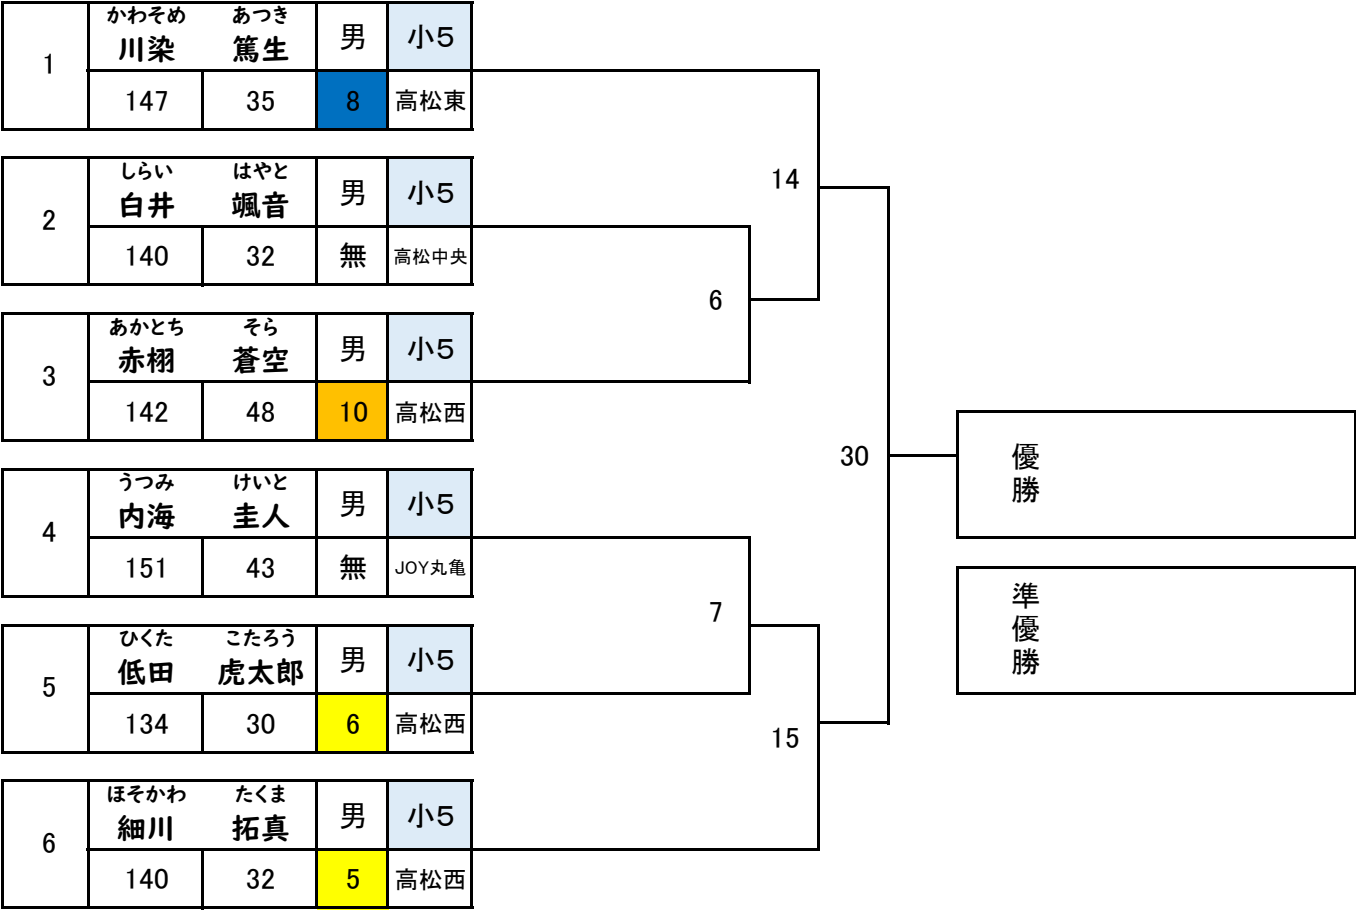 かわそめ あつき
1 川染 篤生 男 小5
147 35 8 高松東
しらい はやと
2 白井 颯音 男 小5
140 32 無 高松中央
あかとち そら
3 赤栩 蒼空 男 小5
142 48 10 高松西
うつみ けいと
4 内海 圭人 男 小5
151 43 無 JOY丸亀
ひくた こたろう
5 低田 虎太郎 男 小5
134 30 6 高松西
ほそかわ たくま
6 細川 拓真 男 小5
140 32 5 高松西
14
6
30
7
15
優勝
準優勝